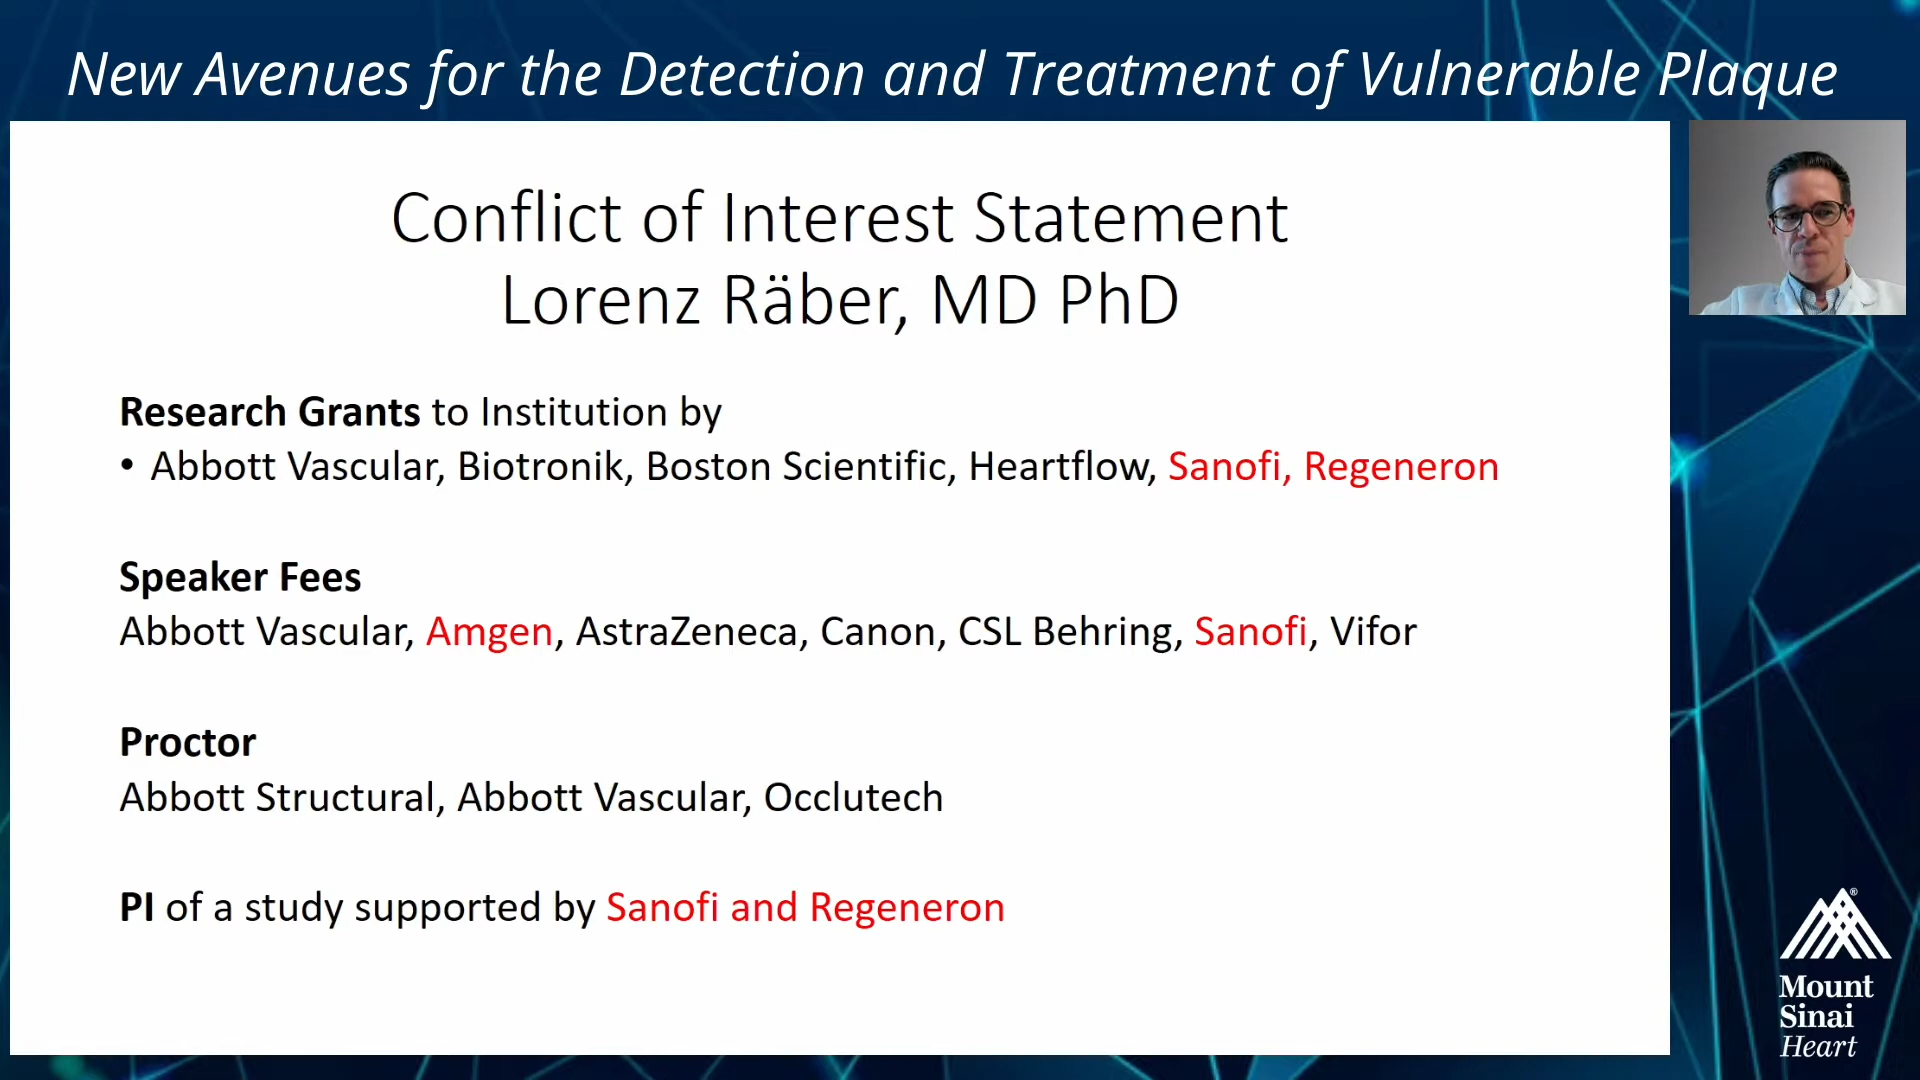 New Avenues for the Detection and Treatment of Vulnerable Plaque
Conflict of Interest Statement
Lorenz Räber, MD PhD
Research Grants to Institution by
• Abbott Vascular, Biotronik, Boston Scientific, Heartflow, Sanofi, Regeneron
Speaker Fees
Abbott Vascular, Amgen, AstraZeneca, Canon, CSL Behring, Sanofi, Vifor
Proctor
Abbott Structural, Abbott Vascular, Occlutech
PI of a study supported by Sanofi and Regeneron
®
Mount
Sinai
Heart